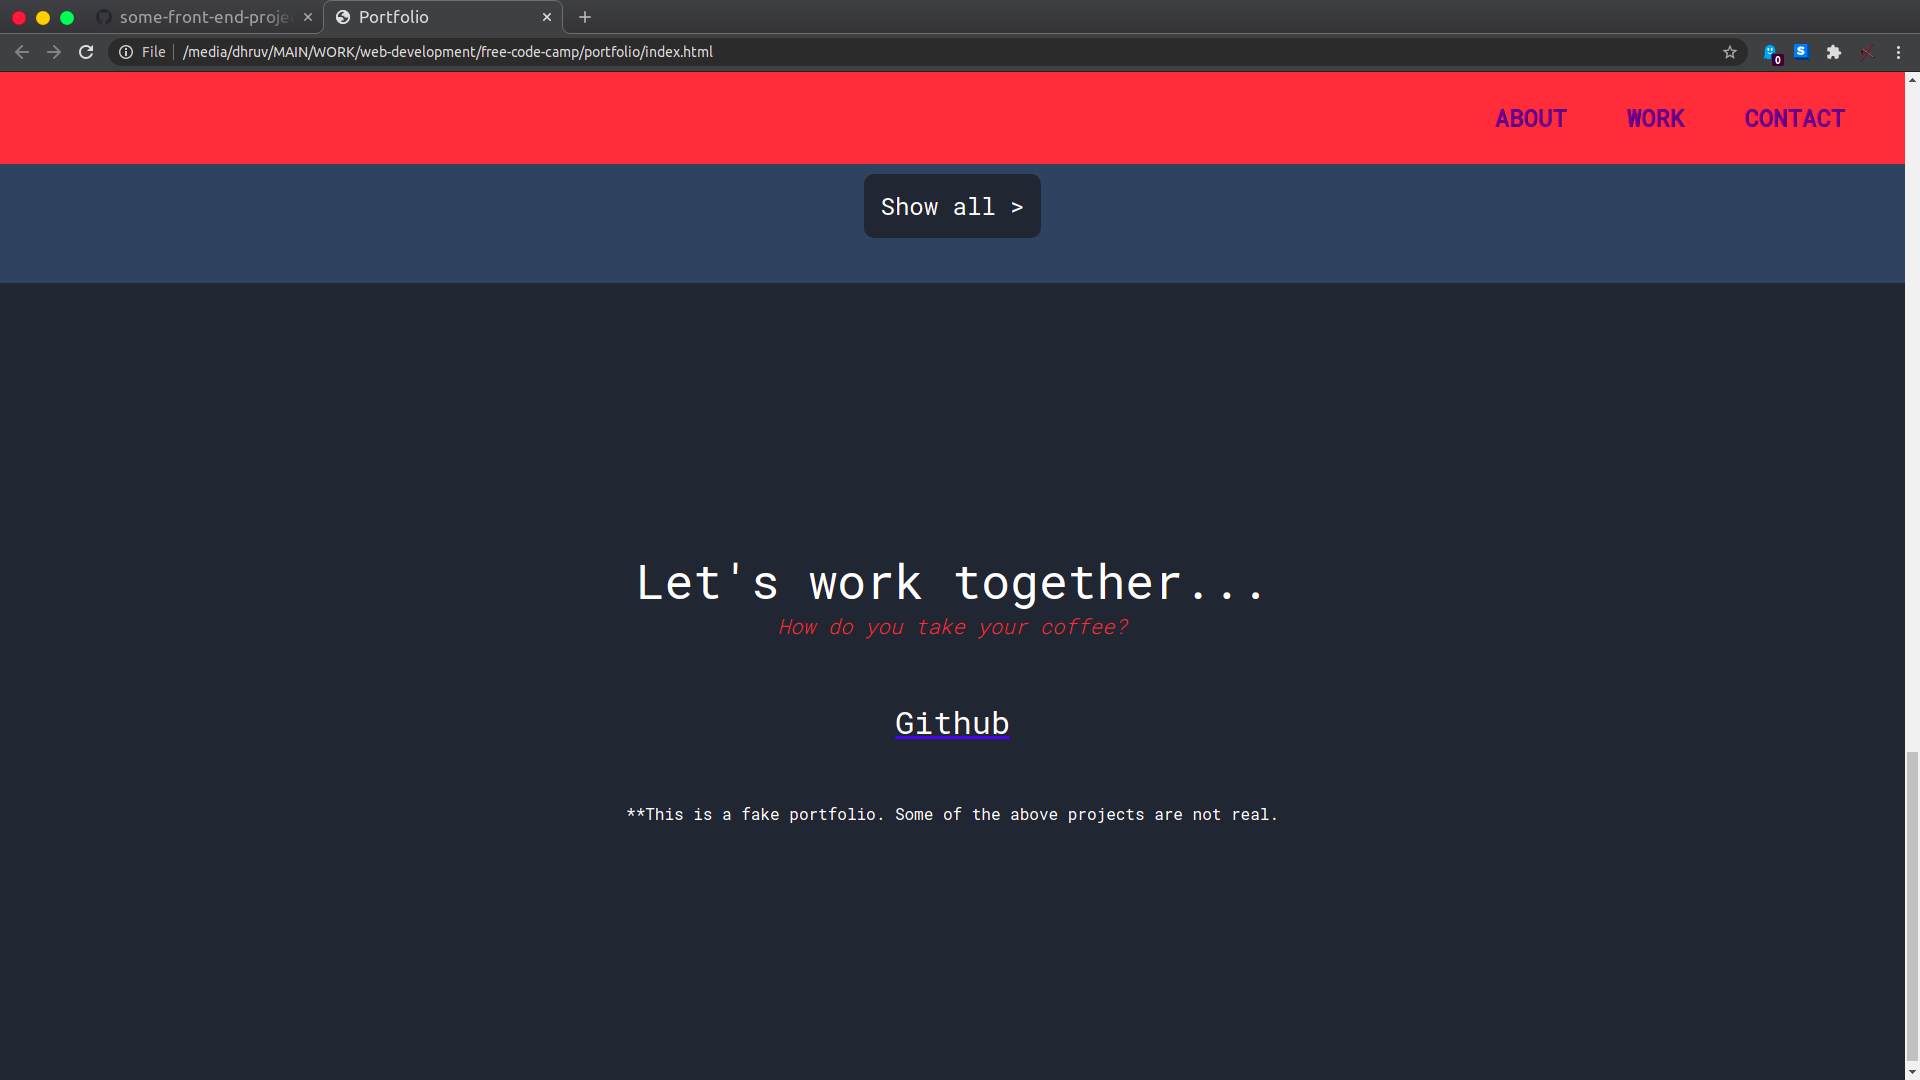 some-front-end-proje
Portfolio
File
/media/dhruv/MAIN/WORK/web-development/free-code-camp/portfolio/index.html
0
S
ABOUT WORK CONTACT
Show all >
Let's work together...
How do you take your coffee?
Github
**This is a fake portfolio. Some of the above projects are not real.